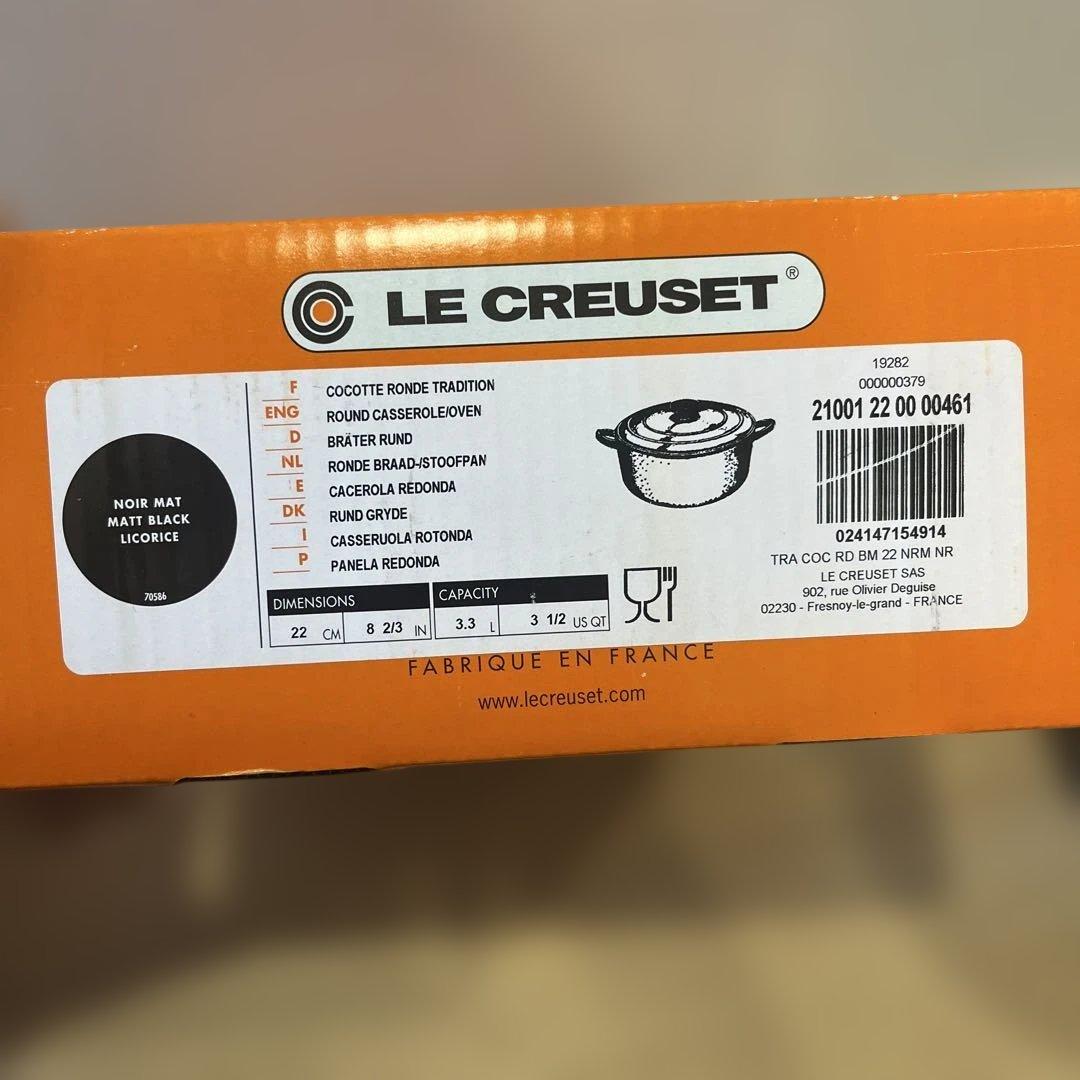 LE CREUSET®
NOIR MAT
MATT BLACK
LICORICE
70586
F COCOTTE RONDE TRADITION
ENG ROUND CASSEROLE/OVEN
D BRÄTER RUND
NL RONDE BRAAD-/STOOFPAN
E CACEROLA REDONDA
DK RUND GRYDE
I CASSERUOLA ROTONDA
P PANELA REDONDA
DIMENSIONS
22 CM 8 2/3 IN
CAPACITY
3.3 L 3 1/2 US QT
19282
000000379
21001 22 00 00461
024147154914
TRA COC RD BM 22 NRM NR
LE CREUSET SAS
902, rue Olivier Deguise
02230 - Fresnoy-le-grand - FRANCE
FABRIQUE EN FRANCE
www.lecreuset.com